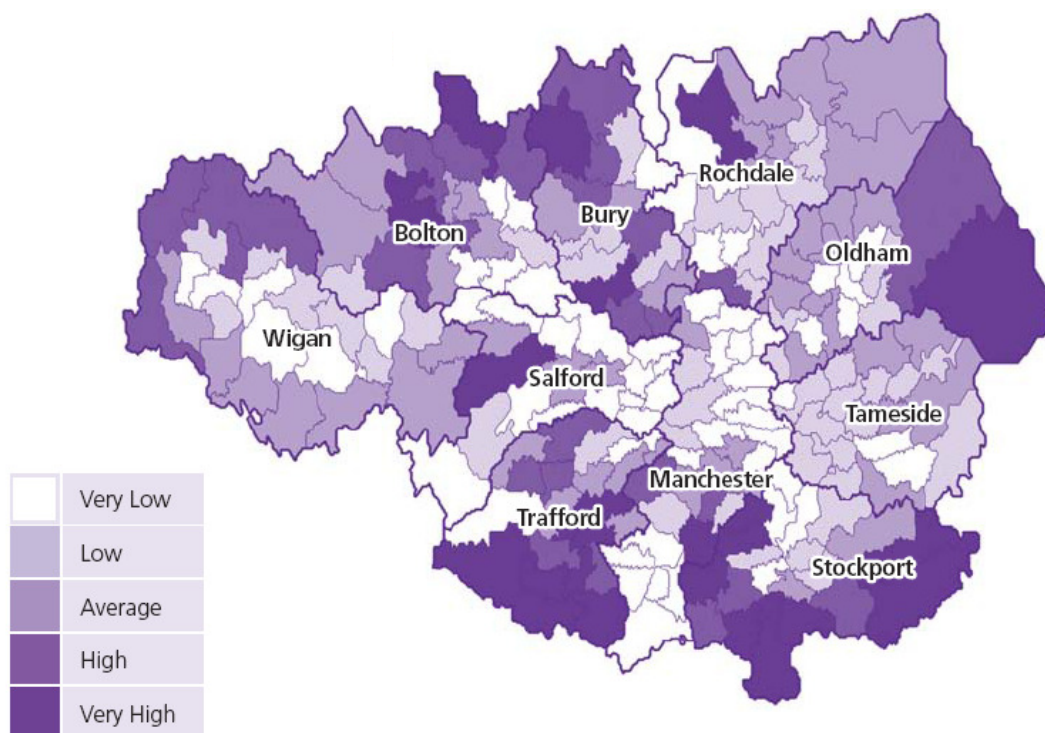 Rochdale
Bury
Bolton
Oldham
Wigan
Salford
Tameside
Manchester
Trafford
Stockport
Very Low
Low
Average
High
Very High